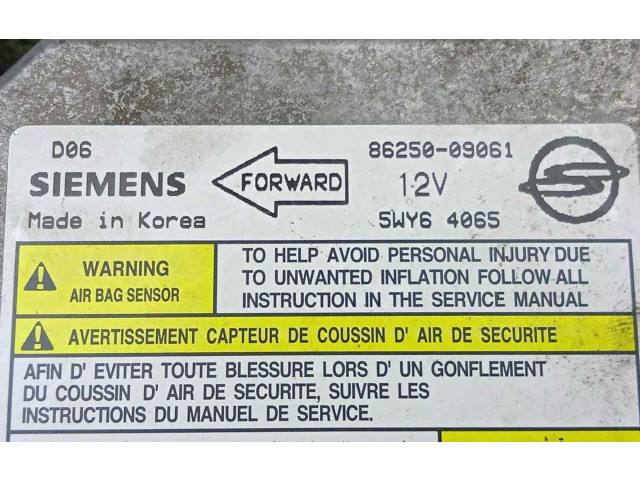 D06
86250-09061
SIEMENS
FORWARD
12V
Made in Korea
5WY6 4065
WARNING
AIR BAG SENSOR
TO HELP AVOID PERSONAL INJURY DUE
TO UNWANTED INFLATION FOLLOW ALL
INSTRUCTION IN THE SERVICE MANUAL
AVERTISSEMENT CAPTEUR DE COUSSIN D' AIR DE SECURITE
AFIN D' EVITER TOUTE BLESSURE LORS D' UN GONFLEMENT
DU COUSSIN D' AIR DE SECURITE, SUIVRE LES
INSTRUCTIONS DU MANUEL DE SERVICE.